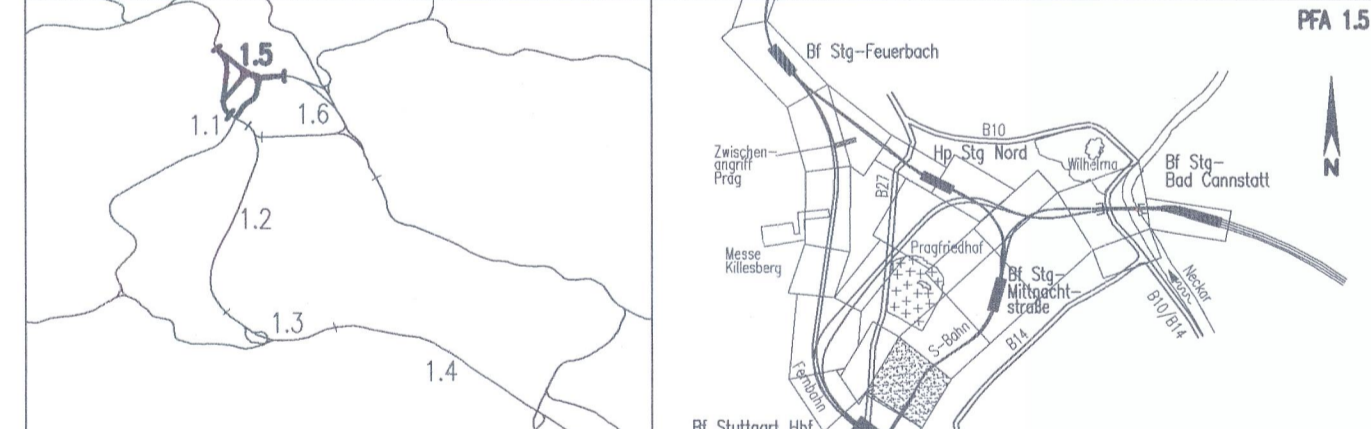 1.5
1.6
1.1
1.2
1.3
1.4
PFA 1.5
Bf Stg-Feuerbach
B10
Zwischen-
angriff
Prag
Hp Stg Nord
Wilhelma
Bf Stg-
Bad Cannstatt
N
B27
Messe
Killesberg
Pragfriedhof
Bf Stg-
Mittnacht-
straße
Neckar
B10/B14
S-Bahn
B14
Fernbahn
Bf Stuttgart Hbf